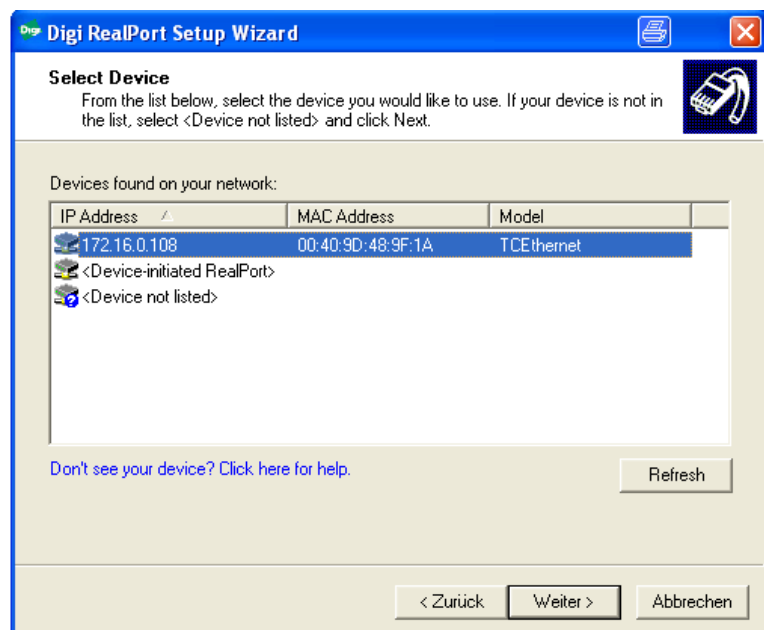 Digi Digi RealPort Setup Wizard
Select Device
From the list below, select the device you would like to use. If your device is not in
the list, select <Device not listed> and click Next.
Devices found on your network:
IP Address MAC Address Model
172.16.0.108 00:40:9D:48:9F:1A TCEthernet
<Device-initiated RealPort>
<Device not listed>
Don't see your device? Click here for help.
Refresh
< Zurück Weiter > Abbrechen